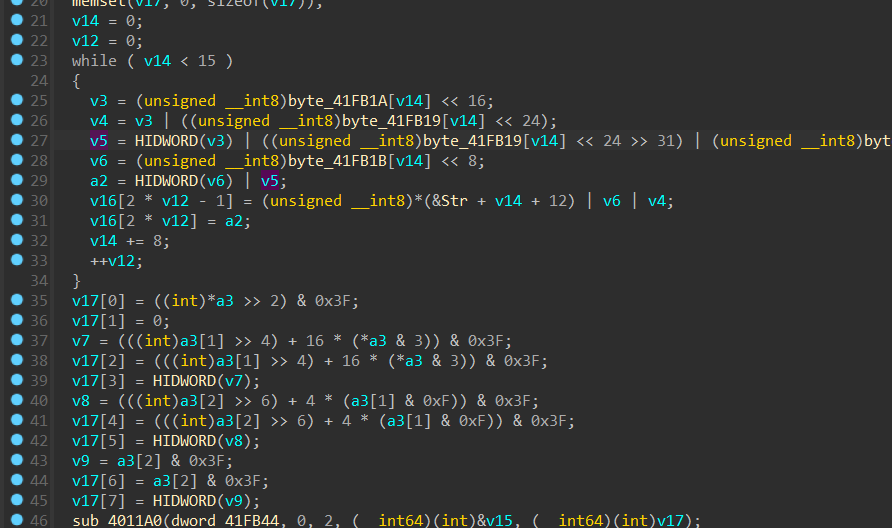 20 memset(v17, 0, sizeof(v17));
21 v14 = 0;
22 v12 = 0;
23 while ( v14 < 15 )
24 {
25 v3 = (unsigned __int8)byte_41FB1A[v14] << 16;
26 v4 = v3 | ((unsigned __int8)byte_41FB19[v14] << 24);
27 v5 = HIDWORD(v3) | ((unsigned __int8)byte_41FB19[v14] << 24 >> 31) | (unsigned __int8)byt
28 v6 = (unsigned __int8)byte_41FB1B[v14] << 8;
29 a2 = HIDWORD(v6) | v5;
30 v16[2 * v12 - 1] = (unsigned __int8)*(&Str + v14 + 12) | v6 | v4;
31 v16[2 * v12] = a2;
32 v14 += 8;
33 ++v12;
34 }
35 v17[0] = ((int)*a3 >> 2) & 0x3F;
36 v17[1] = 0;
37 v7 = (((int)a3[1] >> 4) + 16 * (*a3 & 3)) & 0x3F;
38 v17[2] = (((int)a3[1] >> 4) + 16 * (*a3 & 3)) & 0x3F;
39 v17[3] = HIDWORD(v7);
40 v8 = (((int)a3[2] >> 6) + 4 * (a3[1] & 0xF)) & 0x3F;
41 v17[4] = (((int)a3[2] >> 6) + 4 * (a3[1] & 0xF)) & 0x3F;
42 v17[5] = HIDWORD(v8);
43 v9 = a3[2] & 0x3F;
44 v17[6] = a3[2] & 0x3F;
45 v17[7] = HIDWORD(v9);
46 sub_4011A0(dword_41FB44, 0, 2, (__int64)(int)&v15, (__int64)(int)v17);